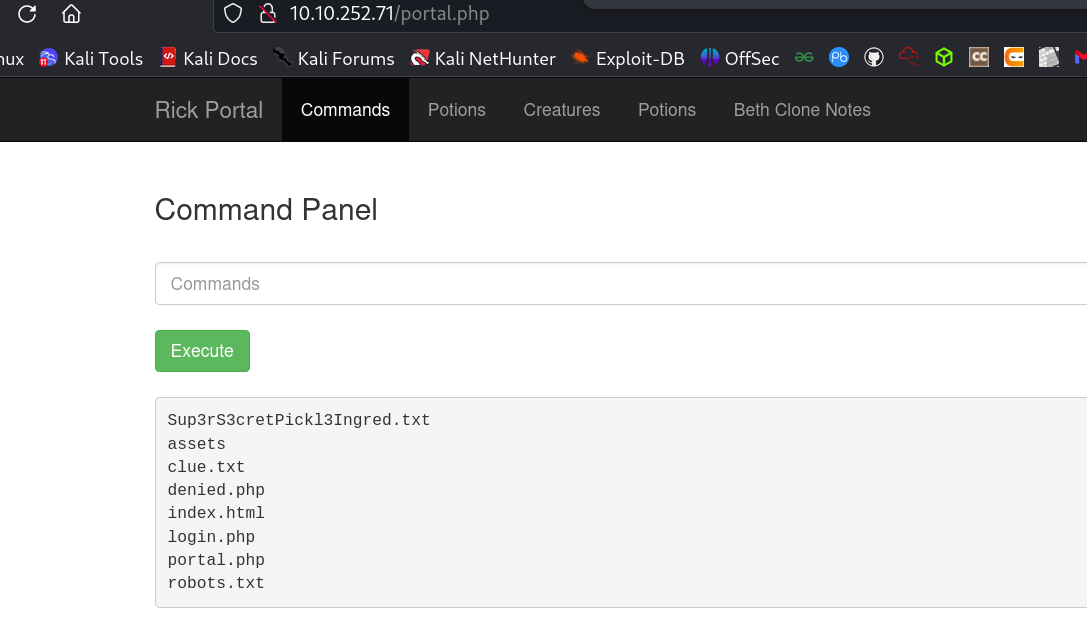 10.10.252.71/portal.php
nux Kali Tools Kali Docs Kali Forums Kali NetHunter Exploit-DB OffSec
Rick Portal Commands Potions Creatures Potions Beth Clone Notes
Command Panel
Commands
Execute
Sup3rS3cretPickl3Ingred.txt
assets
clue.txt
denied.php
index.html
login.php
portal.php
robots.txt